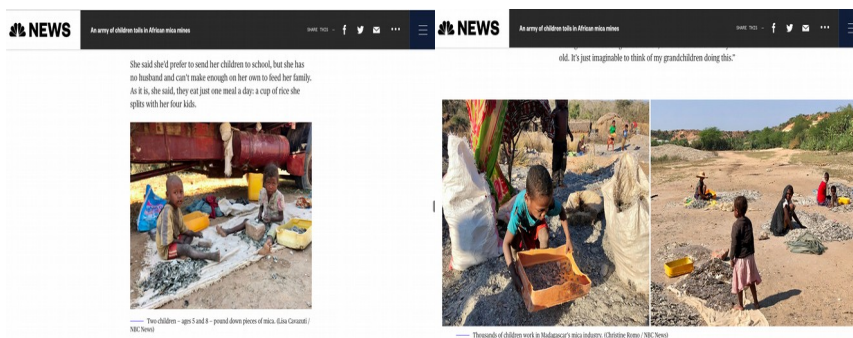 NEWS
An army of children toils in African mica mines
SHARE THIS
She said she'd prefer to send her children to school, but she has
no husband and can't make enough on her own to feed her family.
As it is, she said, they eat just one meal a day: a cup of rice she
splits with her four kids.
Two children – ages 5 and 8 – pound down pieces of mica. (Lisa Cavazuti /
NBC News)
NEWS
An army of children toils in African mica mines
SHARE THIS
old. It's just imaginable to think of my grandchildren doing this."
Thousands of children work in Madagascar's mica industry. (Christine Romo / NBC News)